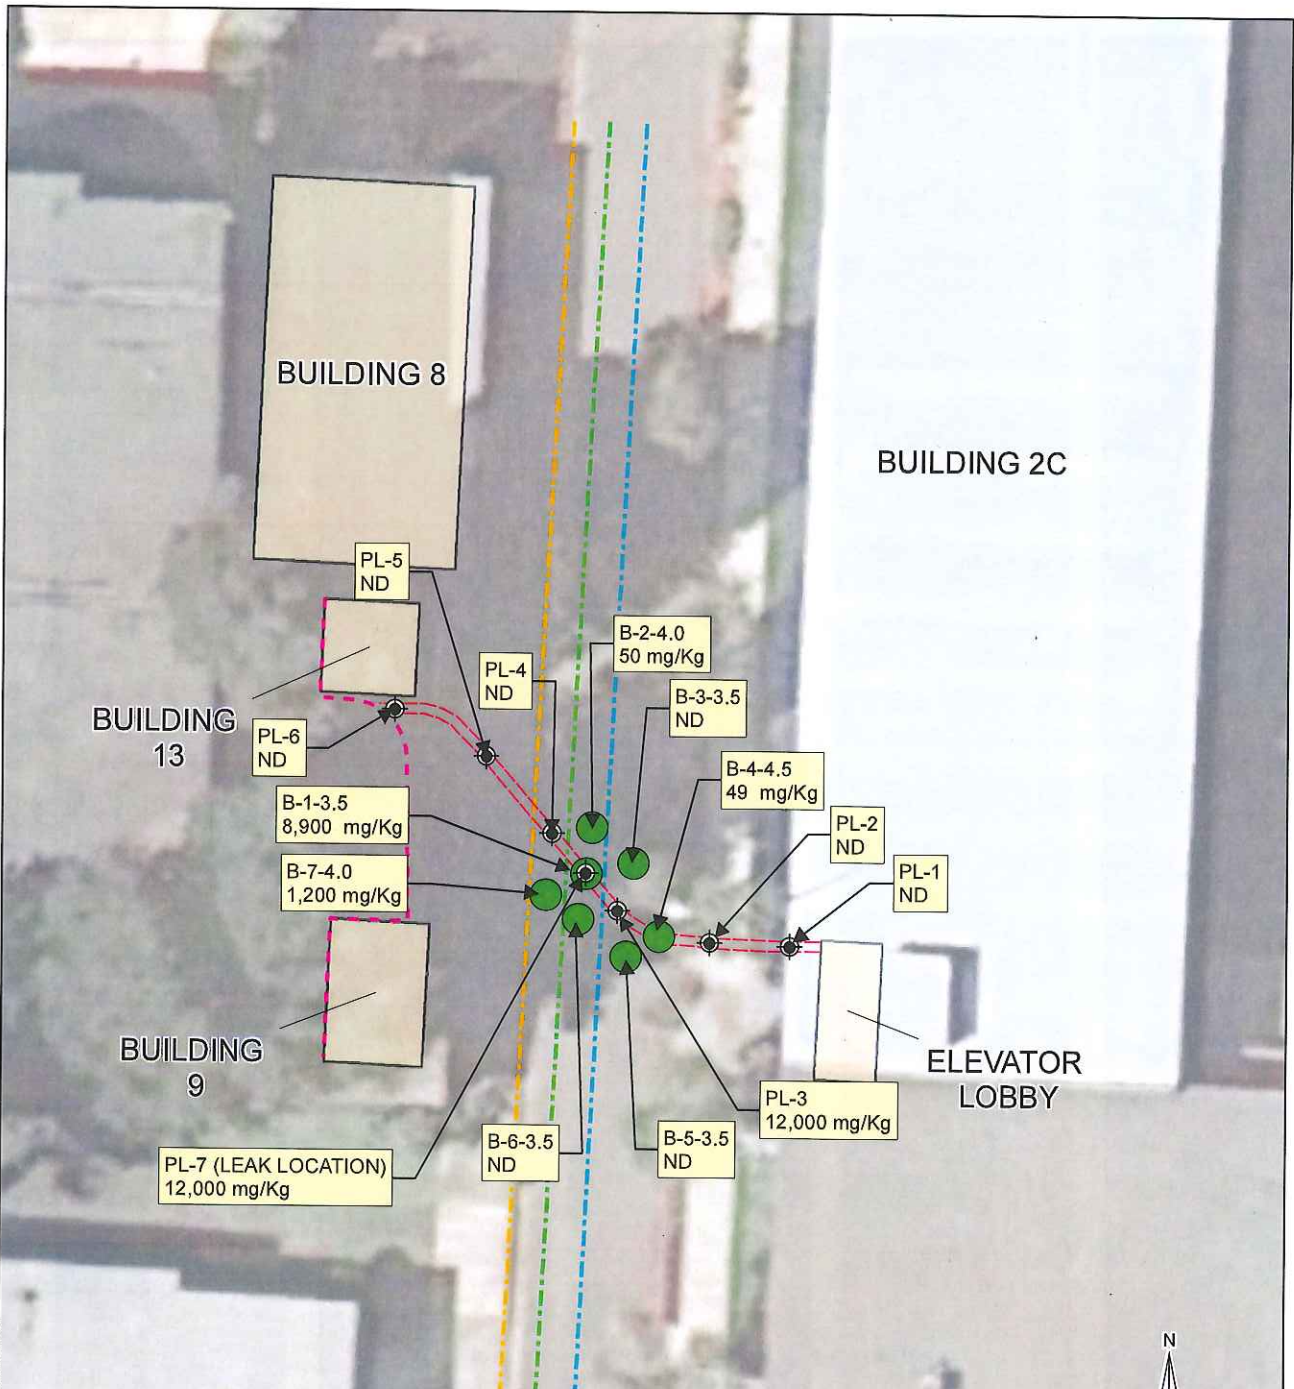 BUILDING 8
BUILDING 2C
PL-5
ND
B-2-4.0
50 mg/Kg
PL-4
ND
B-3-3.5
ND
BUILDING
13
PL-6
ND
B-4-4.5
49 mg/Kg
B-1-3.5
8,900 mg/Kg
PL-2
ND
B-7-4.0
1,200 mg/Kg
PL-1
ND
BUILDING
9
ELEVATOR
LOBBY
PL-3
12,000 mg/Kg
B-6-3.5
ND
B-5-3.5
ND
PL-7 (LEAK LOCATION)
12,000 mg/Kg
N